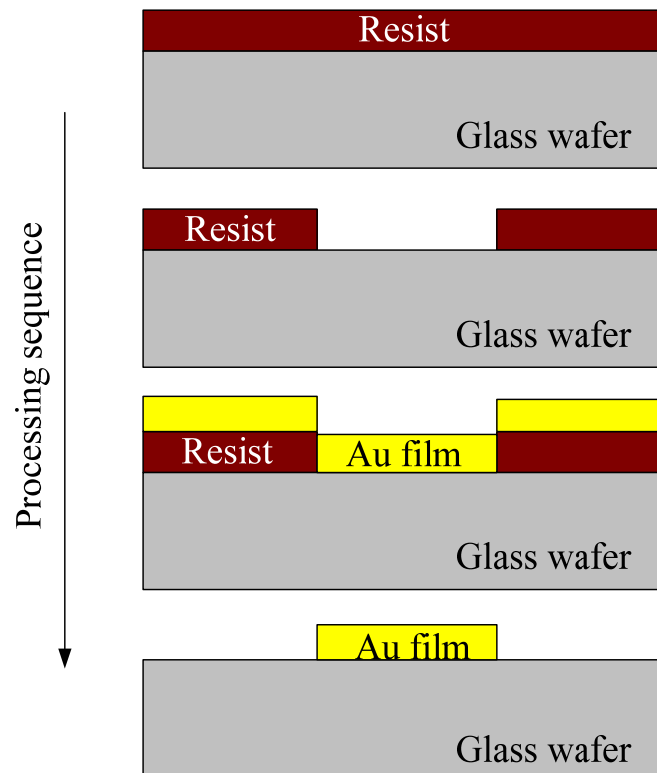 Resist
Glass wafer
Resist
Glass wafer
Processing sequence
Resist
Au film
Glass wafer
Au film
Glass wafer